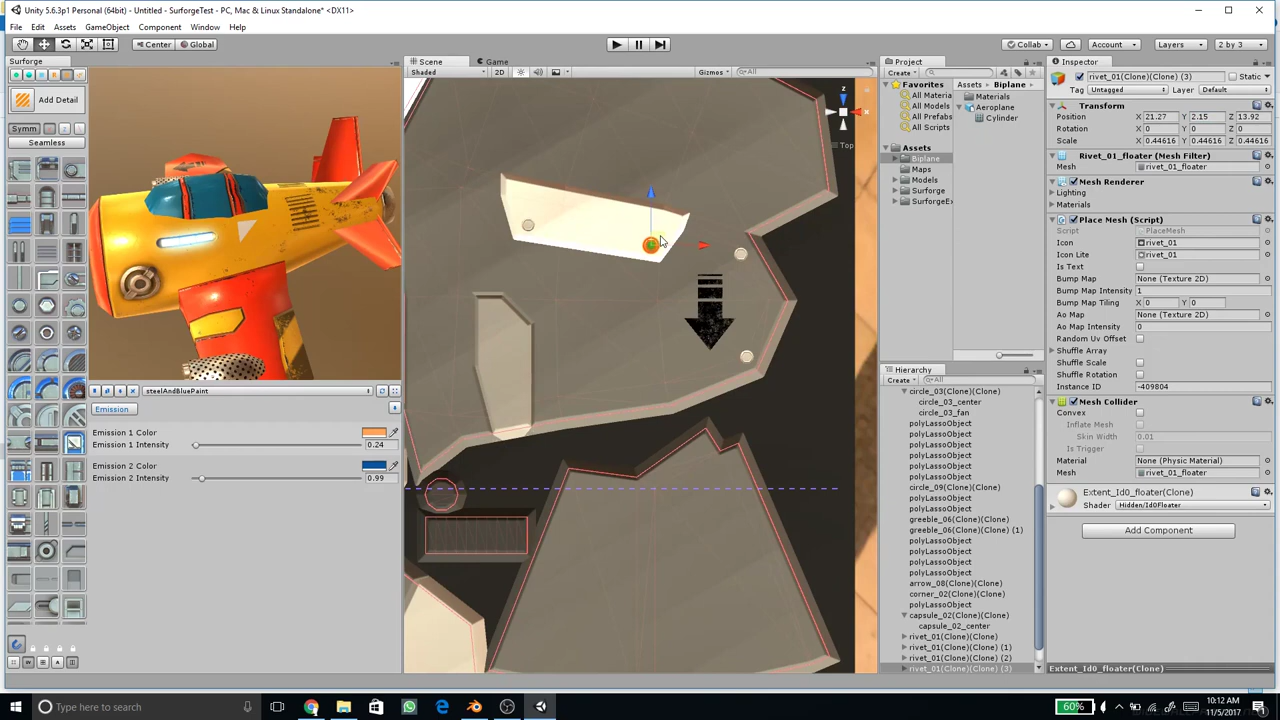 Unity 5.6.3p1 Personal (64bit) - Untitled - SurforgeTest - PC, Mac & Linux Standalone* <DX11>
File Edit Assets GameObject Component Window Help
Center Global
Collab Account Layers 2 by 3
Surforge
Add Detail
Symm
Seamless
steelAndBluePaint
Emission
Emission 1 Color
Emission 1 Intensity 0.24
Emission 2 Color
Emission 2 Intensity 0.99
Scene Game
Shaded 2D Gizmos All
z
x
Top
Project
Create
Favorites
All Materia
All Models
All Prefabs
All Scripts
Assets
Biplane
Maps
Models
Surforge
SurforgeEx
Assets Biplane
Materials
Aeroplane
Cylinder
Hierarchy
Create All
circle_03(Clone)(Clone)
circle_03_center
circle_03_fan
polyLassoObject
polyLassoObject
polyLassoObject
polyLassoObject
polyLassoObject
polyLassoObject
circle_09(Clone)(Clone)
polyLassoObject
polyLassoObject
greeble_06(Clone)(Clone)
greeble_06(Clone)(Clone) (1)
polyLassoObject
polyLassoObject
polyLassoObject
polyLassoObject
arrow_08(Clone)(Clone)
corner_02(Clone)(Clone)
polyLassoObject
capsule_02(Clone)(Clone)
capsule_02_center
rivet_01(Clone)(Clone)
rivet_01(Clone)(Clone) (1)
rivet_01(Clone)(Clone) (2)
rivet_01(Clone)(Clone) (3)
Inspector
rivet_01(Clone)(Clone) (3) Static
Tag Untagged Layer Default
Transform
Position X 21.27 Y 2.15 Z 13.92
Rotation X 0 Y 0 Z 0
Scale X 0.44616 Y 0.44616 Z 0.44616
Rivet_01_floater (Mesh Filter)
Mesh rivet_01_floater
Mesh Renderer
Lighting
Materials
Place Mesh (Script)
Script PlaceMesh
Icon rivet_01
Icon Lite rivet_01
Is Text
Bump Map None (Texture 2D)
Bump Map Intensity 1
Bump Map Tiling X 0 Y 0
Ao Map None (Texture 2D)
Ao Map Intensity 0
Random Uv Offset
Shuffle Array
Shuffle Scale
Shuffle Rotation
Instance ID -409804
Mesh Collider
Convex
Inflate Mesh
Skin Width 0.01
Is Trigger
Material None (Physic Material)
Mesh rivet_01_floater
Extent_Id0_floater(Clone)
Shader Hidden/Id0Floater
Add Component
Extent_Id0_floater(Clone)
Type here to search
60%
10:12 AM
11/5/2017